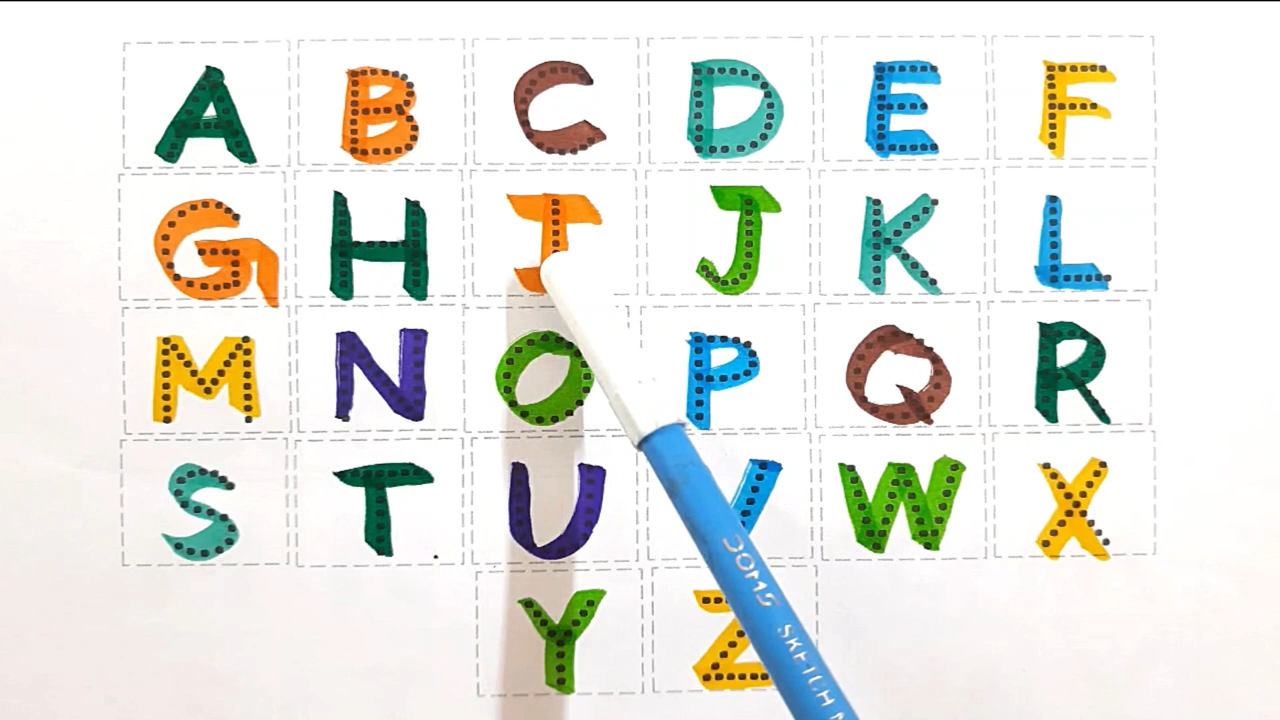 A B C D E F
G H I J K L
M N O P Q R
S T U V W X
Y Z
DOMS SKETCH